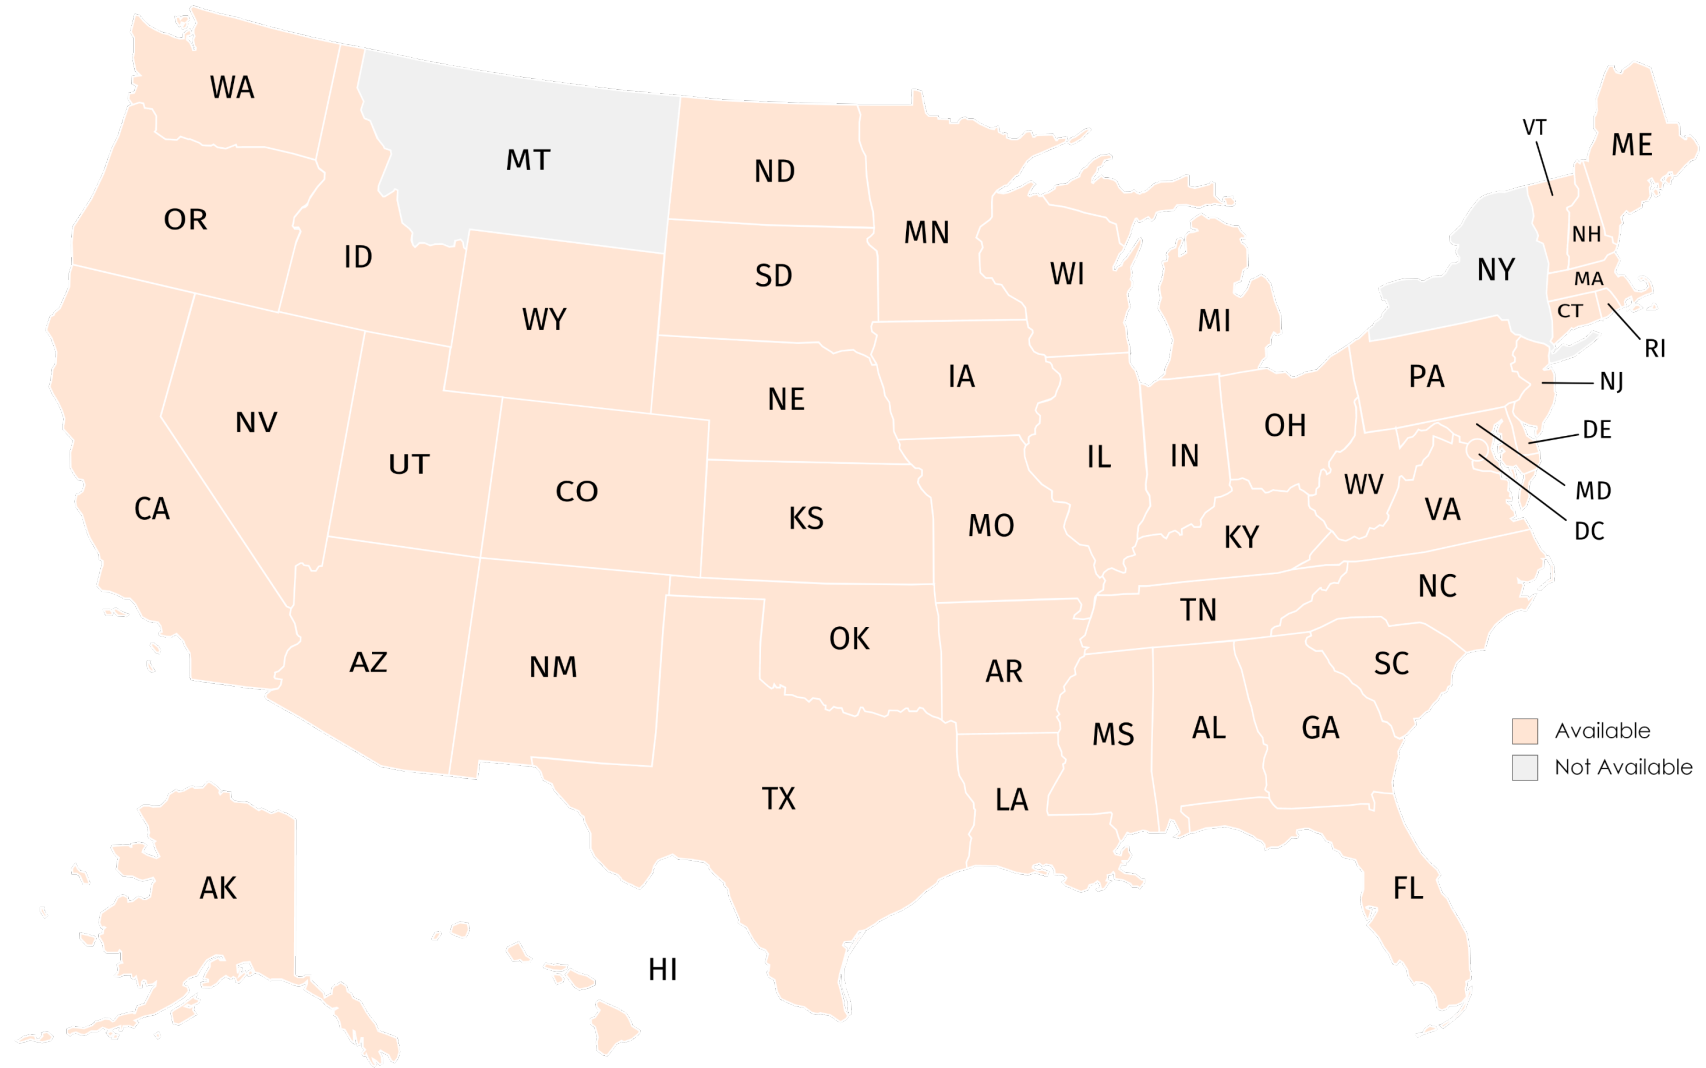 WA
MT
ND
VT
ME
OR
ID
MN
NH
SD
WI
NY
MA
WY
MI
CT
RI
NE
IA
PA
NJ
NV
UT
OH
DE
CO
IL
IN
WV
MD
CA
KS
MO
KY
VA
DC
NC
TN
AZ
NM
OK
AR
SC
MS
AL
GA
Available
Not Available
TX
LA
AK
FL
HI